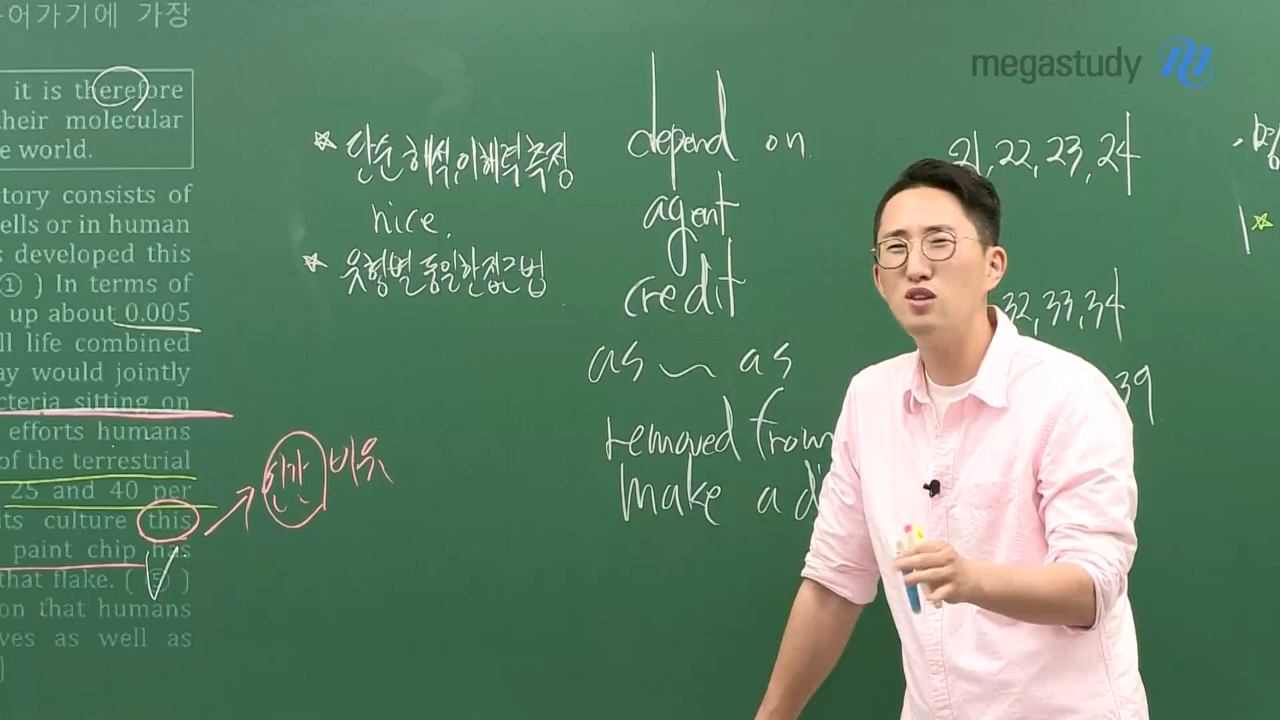 어가기에 가장
it is therefore
their molecular
e world.
tory consists of
ells or in human
s developed this
① ) In terms of
up about 0.005
ll life combined
ay would jointly
cteria sitting on
efforts humans
of the terrestrial
25 and 40 per
ts culture this
paint chip has
that flake. ( ⑤ )
on that humans
ves as well as
☆ 단순 해석, 이해력 측정
nice.
☆ 유형별 동일한 접근법
인간 비유
depend on
agent
credit
as ~ as
removed from
make a di
megastudy
21, 22, 23, 24
32, 33, 34
39
1 ☆